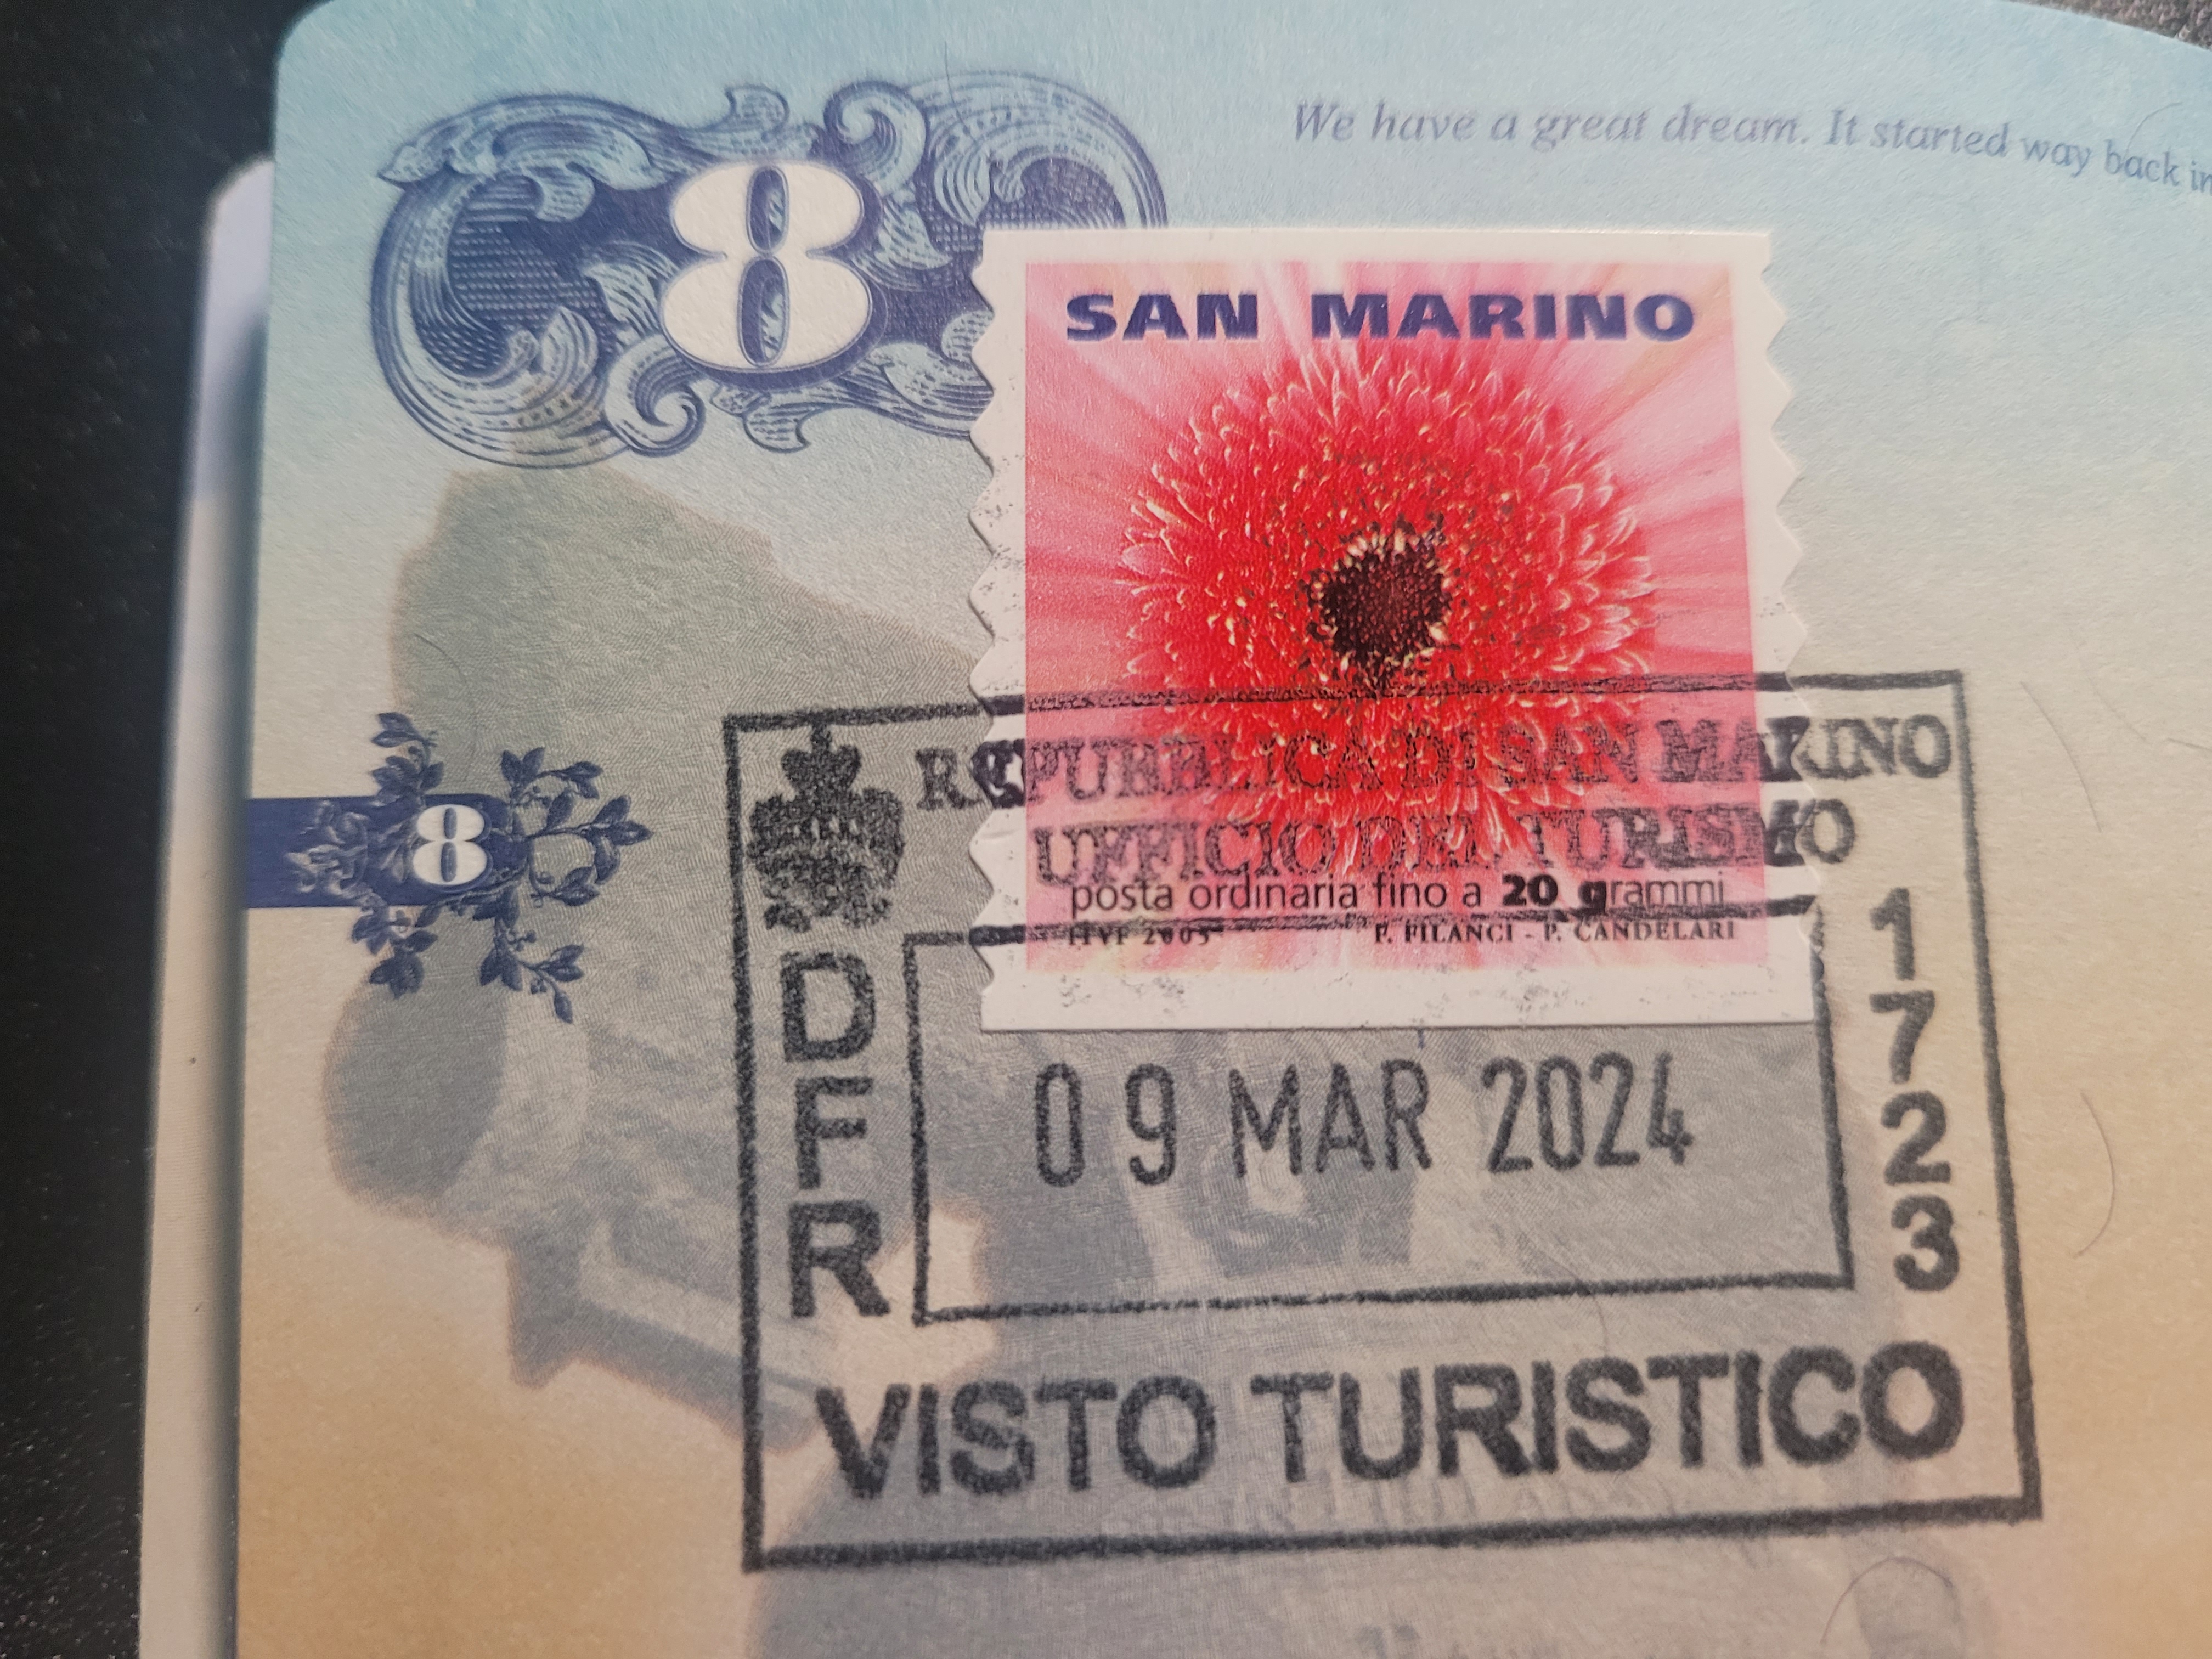 8
We have a great dream. It started way back in
SAN MARINO
8
REPUBBLICA DI SAN MARINO
UFFICIO DEL TURISMO
posta ordinaria fino a 20 grammi
2005 F. FILANCI - P. CANDELARI
DFR
09 MAR 2024
1723
VISTO TURISTICO